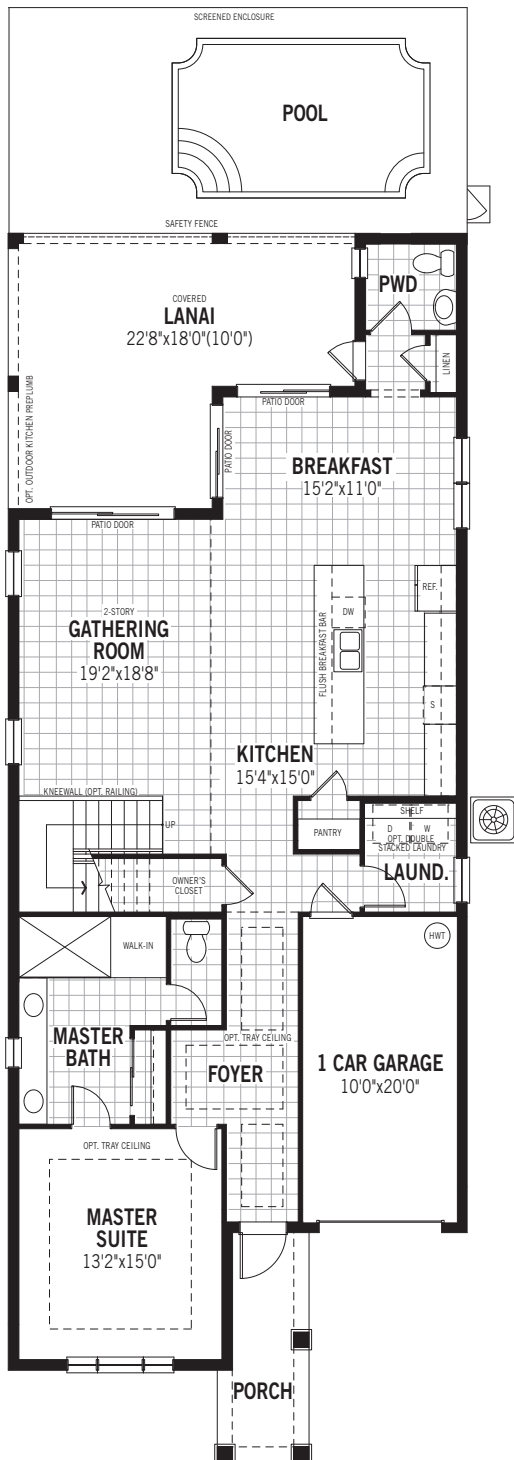 SCREENED ENCLOSURE
POOL
SAFETY FENCE
PWD
COVERED
LANAI
22'8"x18'0"(10'0")
LINEN
OPT. OUTDOOR KITCHEN PREPLUMB
PATIO DOOR
PATIO DOOR
BREAKFAST
15'2"x11'0"
PATIO DOOR
REF.
DW
2-STORY
GATHERING
ROOM
19'2"x18'8"
FLUSH BREAKFAST BAR
S
KITCHEN
15'4"x15'0"
KNEEWALL (OPT. RAILING)
UP
PANTRY
SHELF
D W
OPT. DOUBLE
STACKED LAUNDRY
LAUND.
OWNER'S
CLOSET
HWT
WALK-IN
MASTER
BATH
OPT. TRAY CEILING
FOYER
1 CAR GARAGE
10'0"x20'0"
OPT. TRAY CEILING
MASTER
SUITE
13'2"x15'0"
PORCH